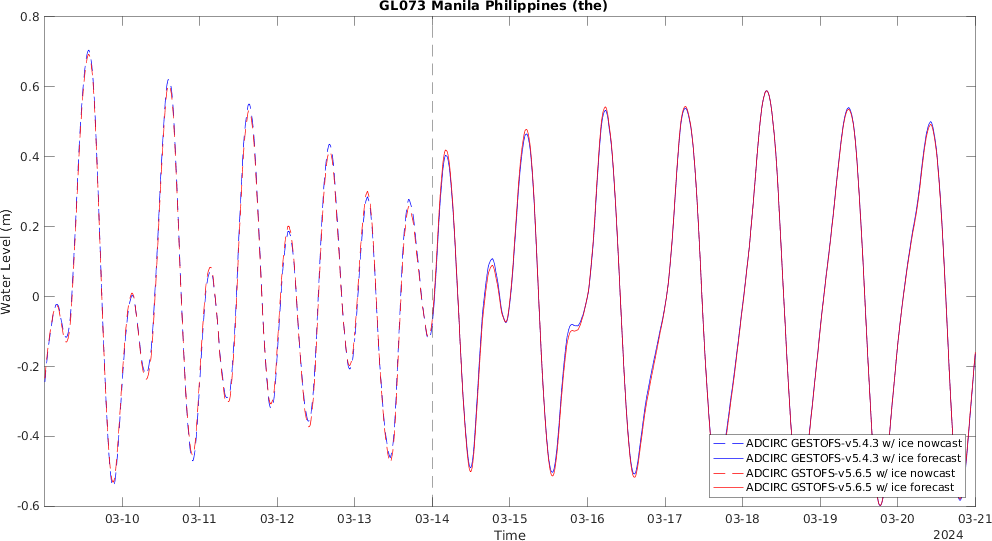 GL073 Manila Philippines (the)
0.8
0.6
0.4
0.2
0
-0.2
-0.4
-0.6
Water Level (m)
ADCIRC GESTOFS-v5.4.3 w/ ice nowcast
ADCIRC GESTOFS-v5.4.3 w/ ice forecast
ADCIRC GSTOFS-v5.6.5 w/ ice nowcast
ADCIRC GSTOFS-v5.6.5 w/ ice forecast
03-10 03-11 03-12 03-13 03-14 03-15 03-16 03-17 03-18 03-19 03-20 03-21
Time
2024